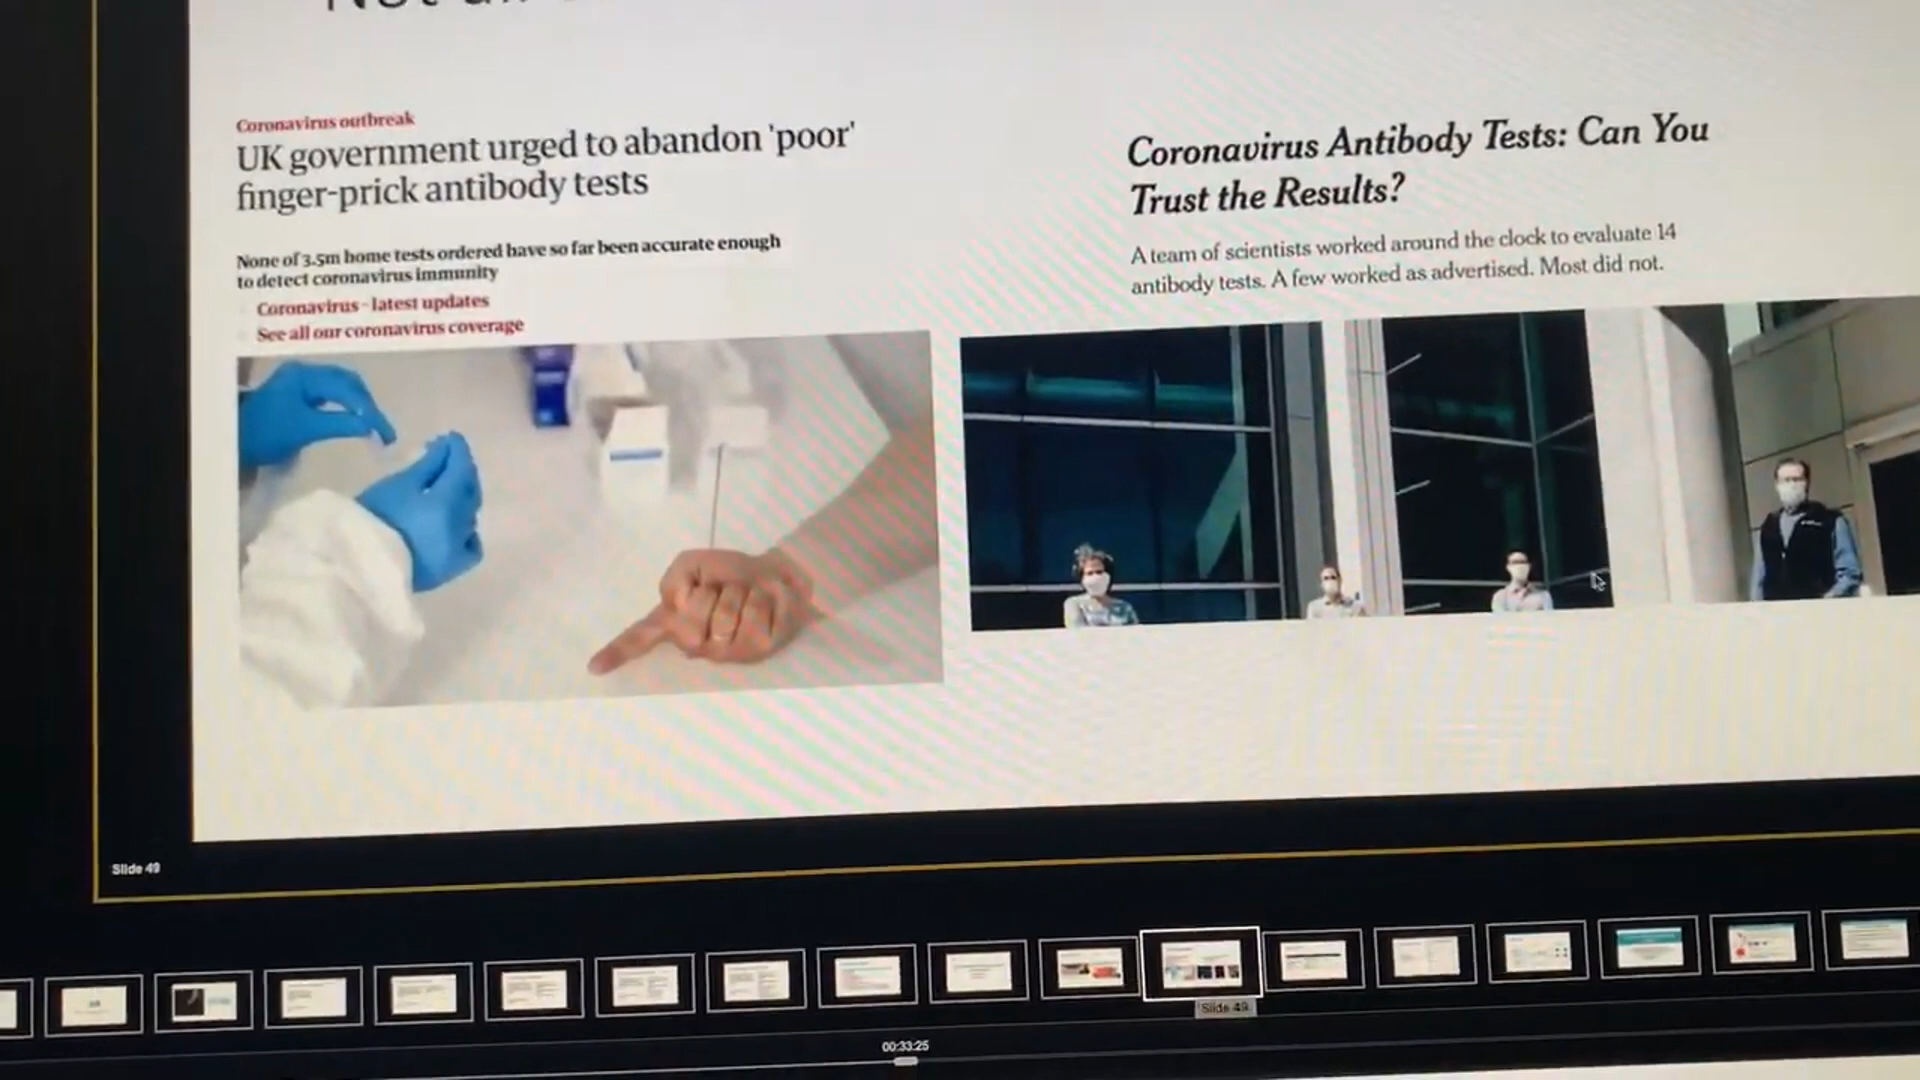 Coronavirus outbreak
UK government urged to abandon 'poor'
finger-prick antibody tests
None of 3.5m home tests ordered have so far been accurate enough
to detect coronavirus immunity
Coronavirus - latest updates
See all our coronavirus coverage
Coronavirus Antibody Tests: Can You
Trust the Results?
A team of scientists worked around the clock to evaluate 14
antibody tests. A few worked as advertised. Most did not.
Slide 49
Slide 49
00:33:25